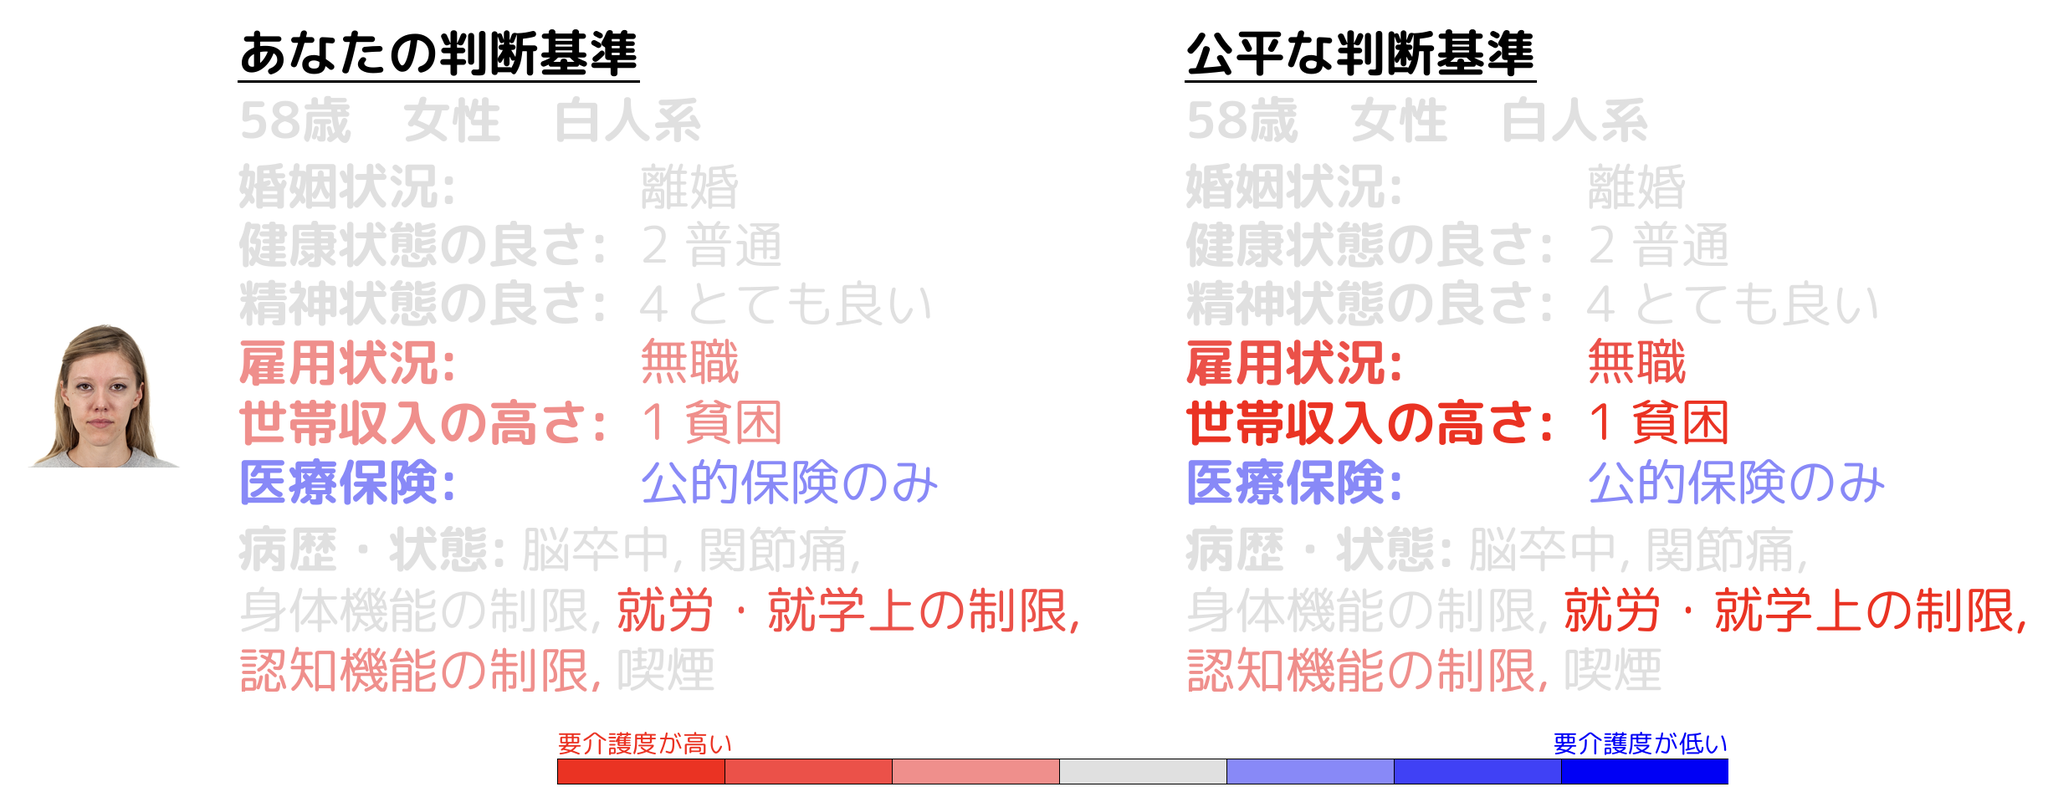 あなたの判断基準
58歳　女性　白人系
婚姻状況: 離婚
健康状態の良さ: 2 普通
精神状態の良さ: 4 とても良い
雇用状況: 無職
世帯収入の高さ: 1 貧困
医療保険: 公的保険のみ
病歴・状態: 脳卒中, 関節痛,
身体機能の制限, 就労・就学上の制限,
認知機能の制限, 喫煙
公平な判断基準
58歳　女性　白人系
婚姻状況: 離婚
健康状態の良さ: 2 普通
精神状態の良さ: 4 とても良い
雇用状況: 無職
世帯収入の高さ: 1 貧困
医療保険: 公的保険のみ
病歴・状態: 脳卒中, 関節痛,
身体機能の制限, 就労・就学上の制限,
認知機能の制限, 喫煙
要介護度が高い
要介護度が低い